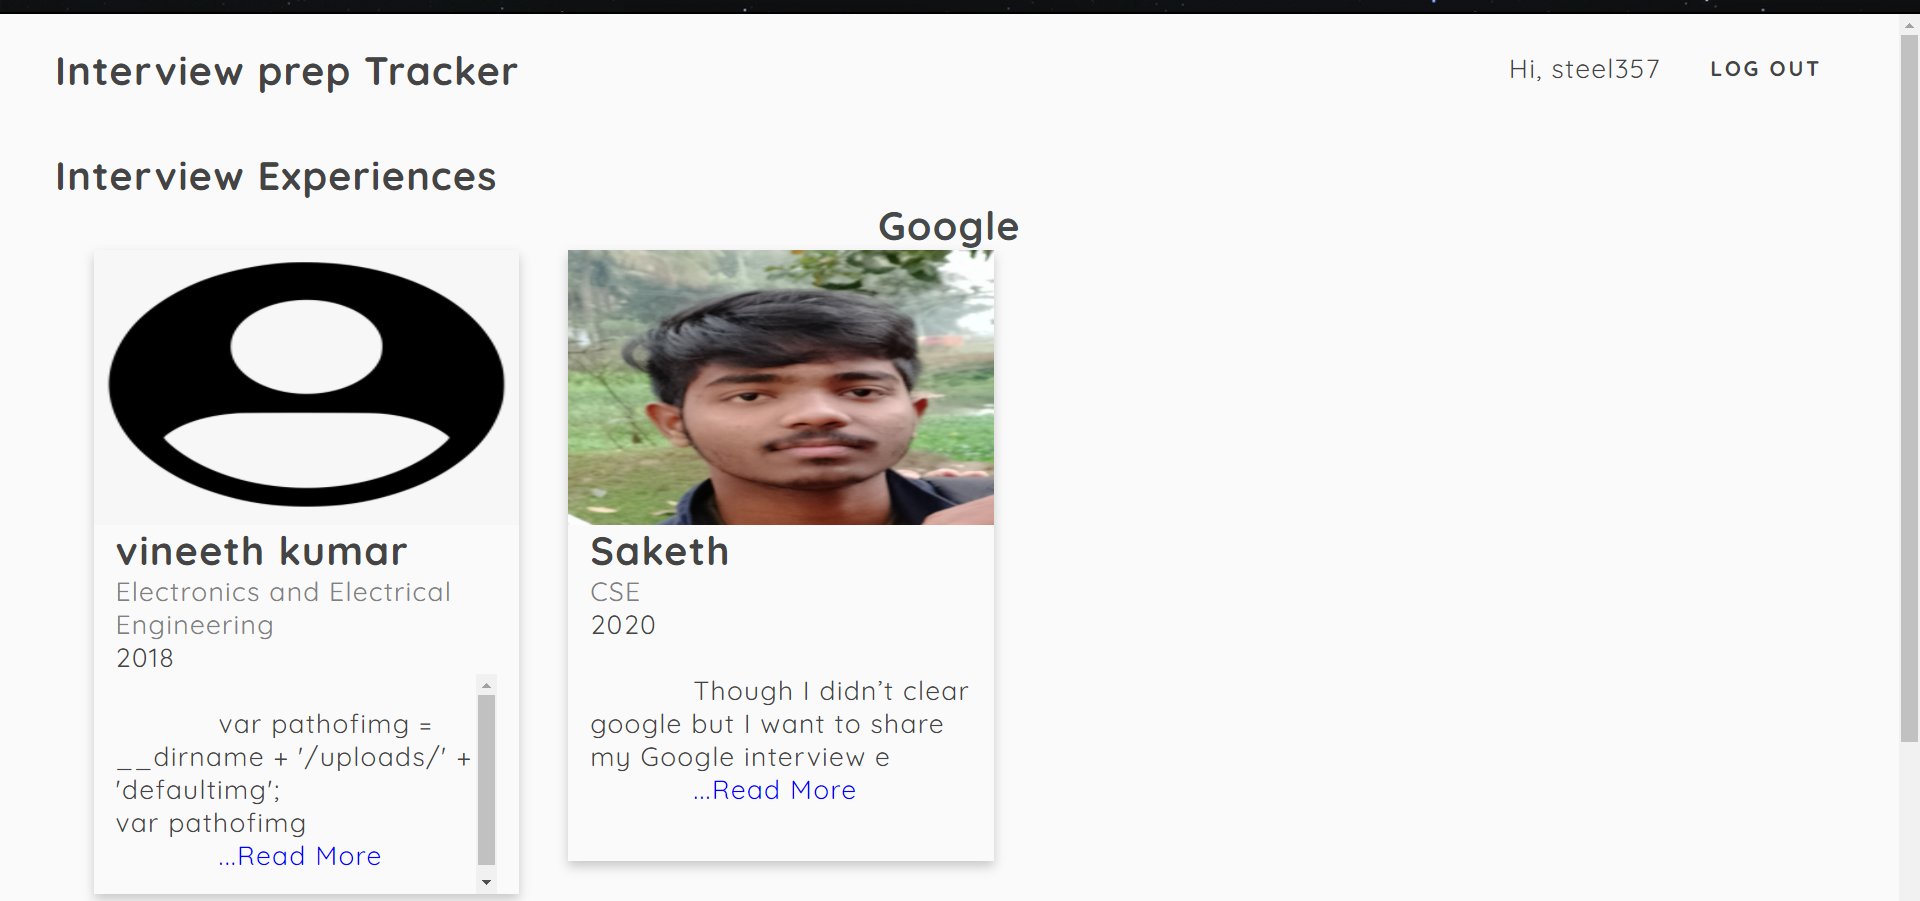 Interview prep Tracker
Hi, steel357
LOG OUT
Interview Experiences
Google
vineeth kumar
Electronics and Electrical
Engineering
2018
var pathofimg =
__dirname + '/uploads/' +
'defaultimg';
var pathofimg
...Read More
Saketh
CSE
2020
Though I didn’t clear
google but I want to share
my Google interview e
...Read More